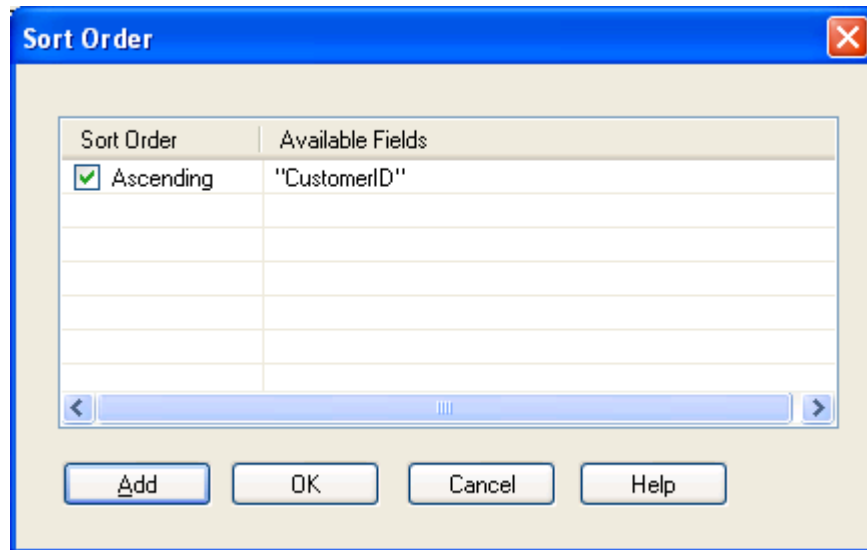 Sort Order
Sort Order Available Fields
Ascending "CustomerID"
Add OK Cancel Help